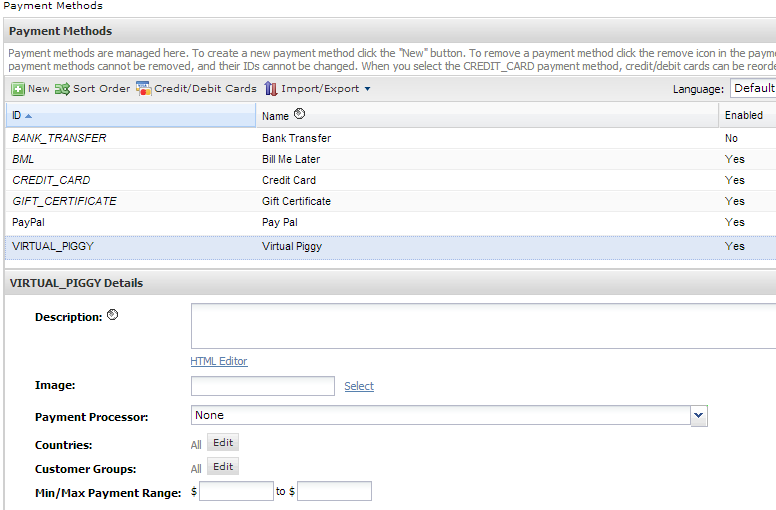 Payment Methods
Payment Methods
Payment methods are managed here. To create a new payment method click the "New" button. To remove a payment method click the remove icon in the
payment methods cannot be removed, and their IDs cannot be changed. When you select the CREDIT_CARD payment method, credit/debit cards can be
New Sort Order Credit/Debit Cards Import/Export Language: Default
ID Name Enabled
BANK_TRANSFER Bank Transfer No
BML Bill Me Later Yes
CREDIT_CARD Credit Card Yes
GIFT_CERTIFICATE Gift Certificate Yes
PayPal Pay Pal Yes
VIRTUAL_PIGGY Virtual Piggy Yes
VIRTUAL_PIGGY Details
Description:
HTML Editor
Image: Select
Payment Processor: None
Countries: All Edit
Customer Groups: All Edit
Min/Max Payment Range: $ to $